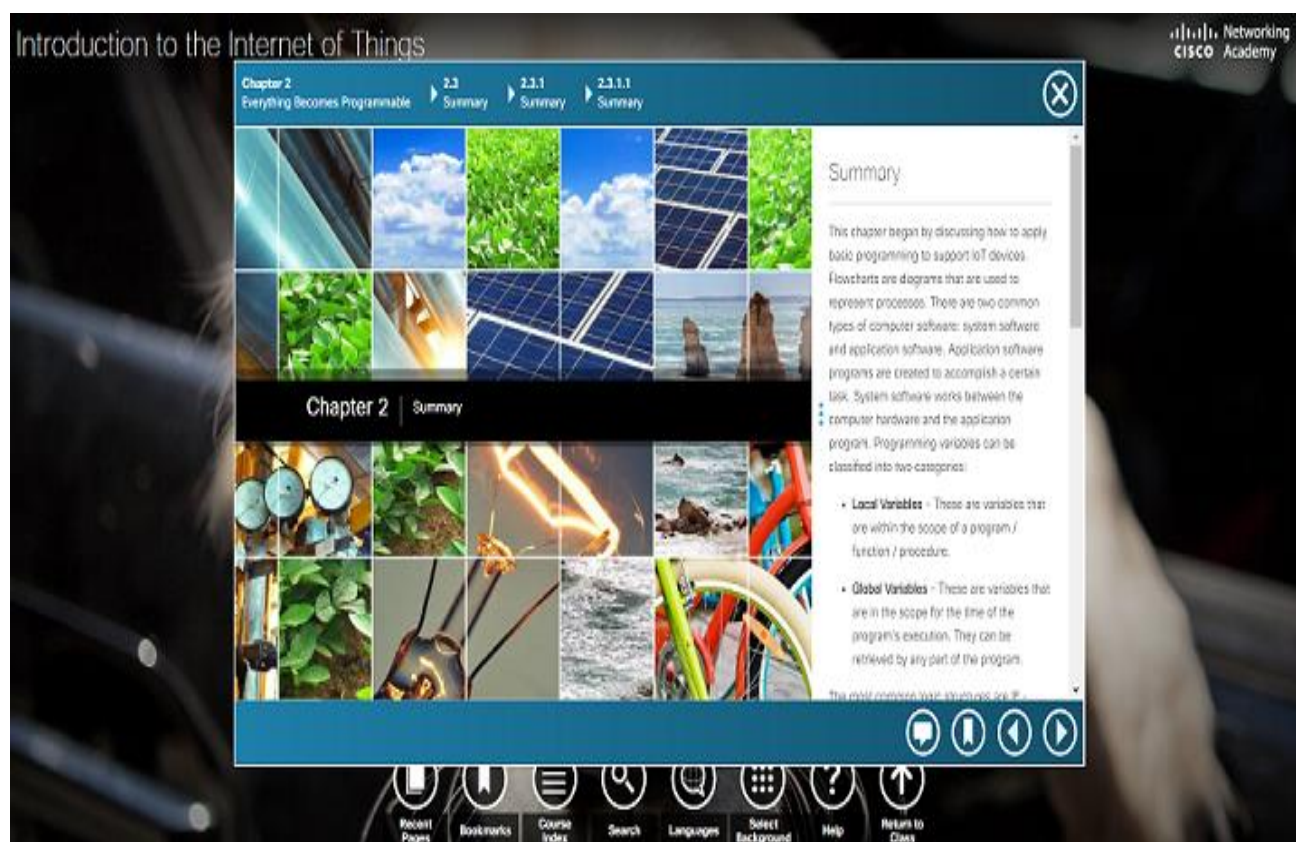 Introduction to the Internet of Things
CISCO Networking Academy
Chapter 2
Everything Becomes Programmable
2.3
Summary
2.3.1
Summary
2.3.1.1
Summary
Chapter 2 | Summary
Summary
This chapter began by discussing how to apply
basic programming to support IoT devices.
Flowcharts are diagrams that are used to
represent processes. There are two common
types of computer software: system software
and application software. Application software
programs are created to accomplish a certain
task. System software works between the
computer hardware and the application
program. Programming variables can be
classified into two categories:
• Local Variables - These are variables that
are within the scope of a program /
function / procedure.
• Global Variables - These are variables that
are in the scope for the time of the
program's execution. They can be
retrieved by any part of the program.
The most common logic structures are IF -
Recent
Pages
Bookmarks
Course
Index
Search
Languages
Select
Background
Help
Return to
Class